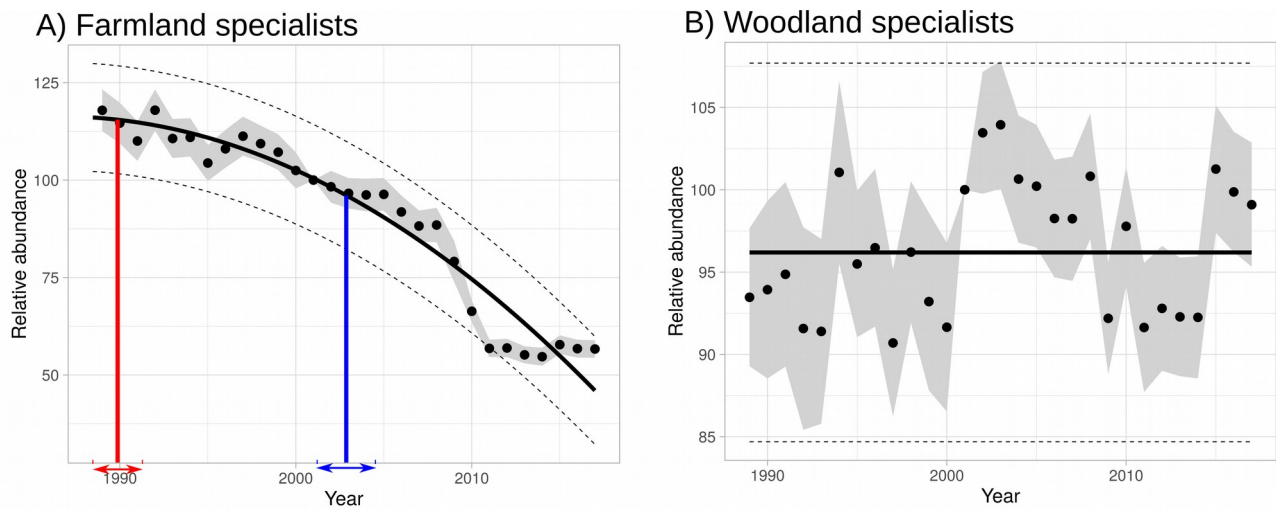 A) Farmland specialists
125
100
75
50
Relative abundance
1990
2000
2010
Year
B) Woodland specialists
105
100
95
90
85
Relative abundance
1990
2000
2010
Year